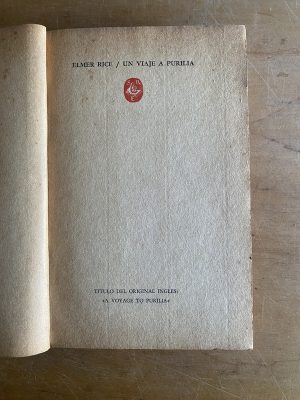 ELMER RICE / UN VIAJE A PURILIA
TITULO DEL ORIGINAL INGLES:
«A VOYAGE TO PURILIA»